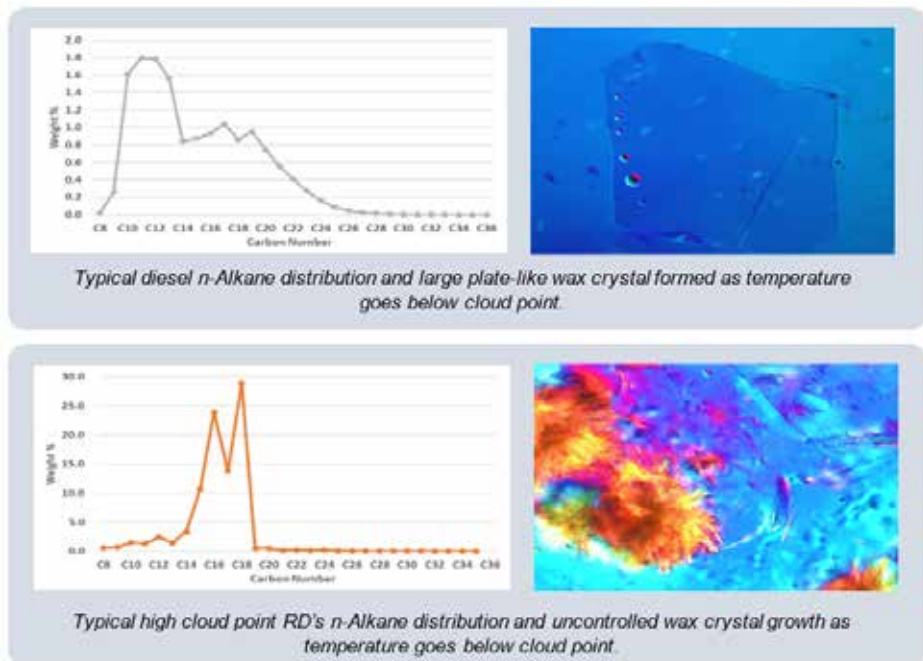 2.0
1.8
1.6
1.4
1.2
1.0
0.8
0.6
0.4
0.2
0.0
Weight %
C8 C10 C12 C14 C16 C18 C20 C22 C24 C26 C28 C30 C32 C34 C36
Carbon Number
Typical diesel n-Alkane distribution and large plate-like wax crystal formed as temperature
goes below cloud point.
30.0
25.0
20.0
15.0
10.0
5.0
0.0
Weight %
C8 C10 C12 C14 C16 C18 C20 C22 C24 C26 C28 C30 C32 C34 C36
Carbon Number
Typical high cloud point RD's n-Alkane distribution and uncontrolled wax crystal growth as
temperature goes below cloud point.